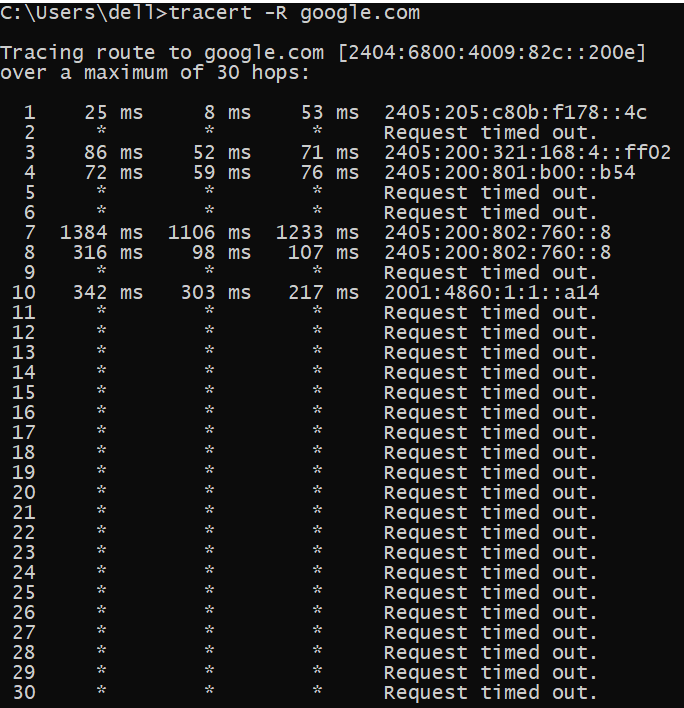 C:\Users\dell>tracert -R google.com
Tracing route to google.com [2404:6800:4009:82c::200e]
over a maximum of 30 hops:
1 25 ms 8 ms 53 ms 2405:205:c80b:f178::4c
2 * * * Request timed out.
3 86 ms 52 ms 71 ms 2405:200:321:168:4::ff02
4 72 ms 59 ms 76 ms 2405:200:801:b00::b54
5 * * * Request timed out.
6 * * * Request timed out.
7 1384 ms 1106 ms 1233 ms 2405:200:802:760::8
8 316 ms 98 ms 107 ms 2405:200:802:760::8
9 * * * Request timed out.
10 342 ms 303 ms 217 ms 2001:4860:1:1::a14
11 * * * Request timed out.
12 * * * Request timed out.
13 * * * Request timed out.
14 * * * Request timed out.
15 * * * Request timed out.
16 * * * Request timed out.
17 * * * Request timed out.
18 * * * Request timed out.
19 * * * Request timed out.
20 * * * Request timed out.
21 * * * Request timed out.
22 * * * Request timed out.
23 * * * Request timed out.
24 * * * Request timed out.
25 * * * Request timed out.
26 * * * Request timed out.
27 * * * Request timed out.
28 * * * Request timed out.
29 * * * Request timed out.
30 * * * Request timed out.